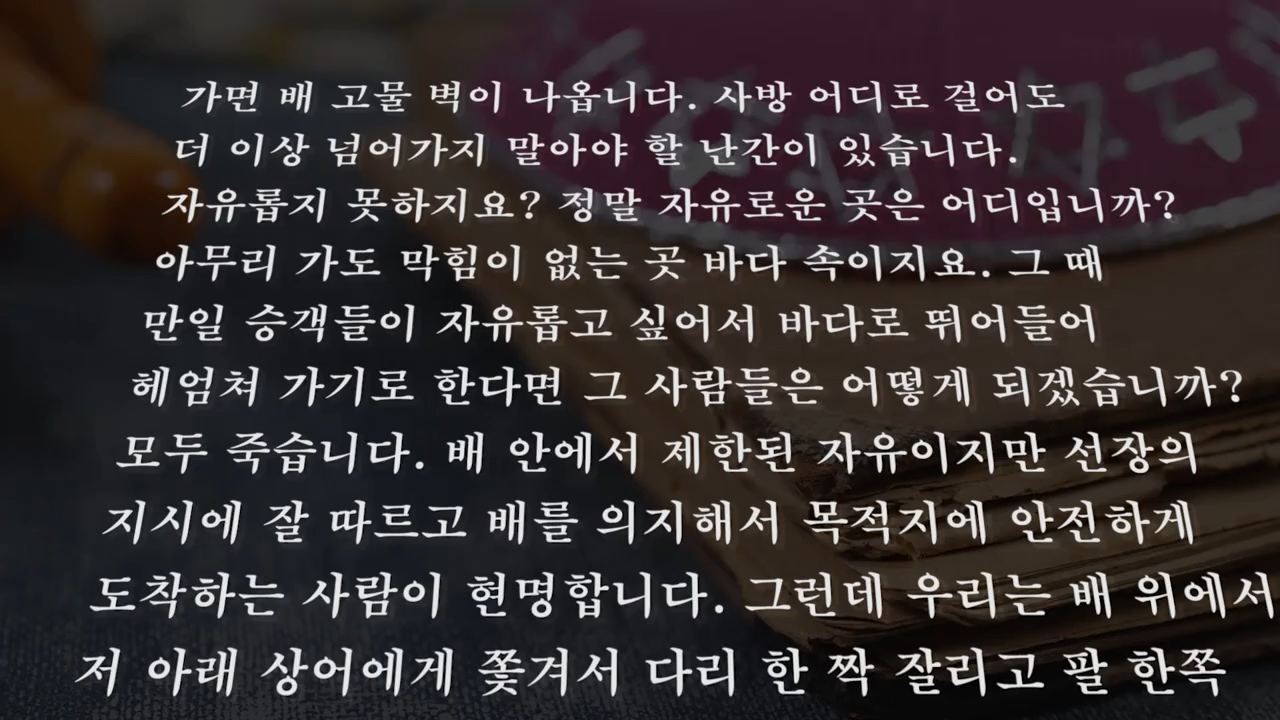 가면 배 고물 벽이 나옵니다. 사방 어디로 걸어도
더 이상 넘어가지 말아야 할 난간이 있습니다.
자유롭지 못하지요? 정말 자유로운 곳은 어디입니까?
아무리 가도 막힘이 없는 곳 바다 속이지요. 그 때
만일 승객들이 자유롭고 싶어서 바다로 뛰어들어
헤엄쳐 가기로 한다면 그 사람들은 어떻게 되겠습니까?
모두 죽습니다. 배 안에서 제한된 자유이지만 선장의
지시에 잘 따르고 배를 의지해서 목적지에 안전하게
도착하는 사람이 현명합니다. 그런데 우리는 배 위에서
저 아래 상어에게 쫓겨서 다리 한 짝 잘리고 팔 한쪽